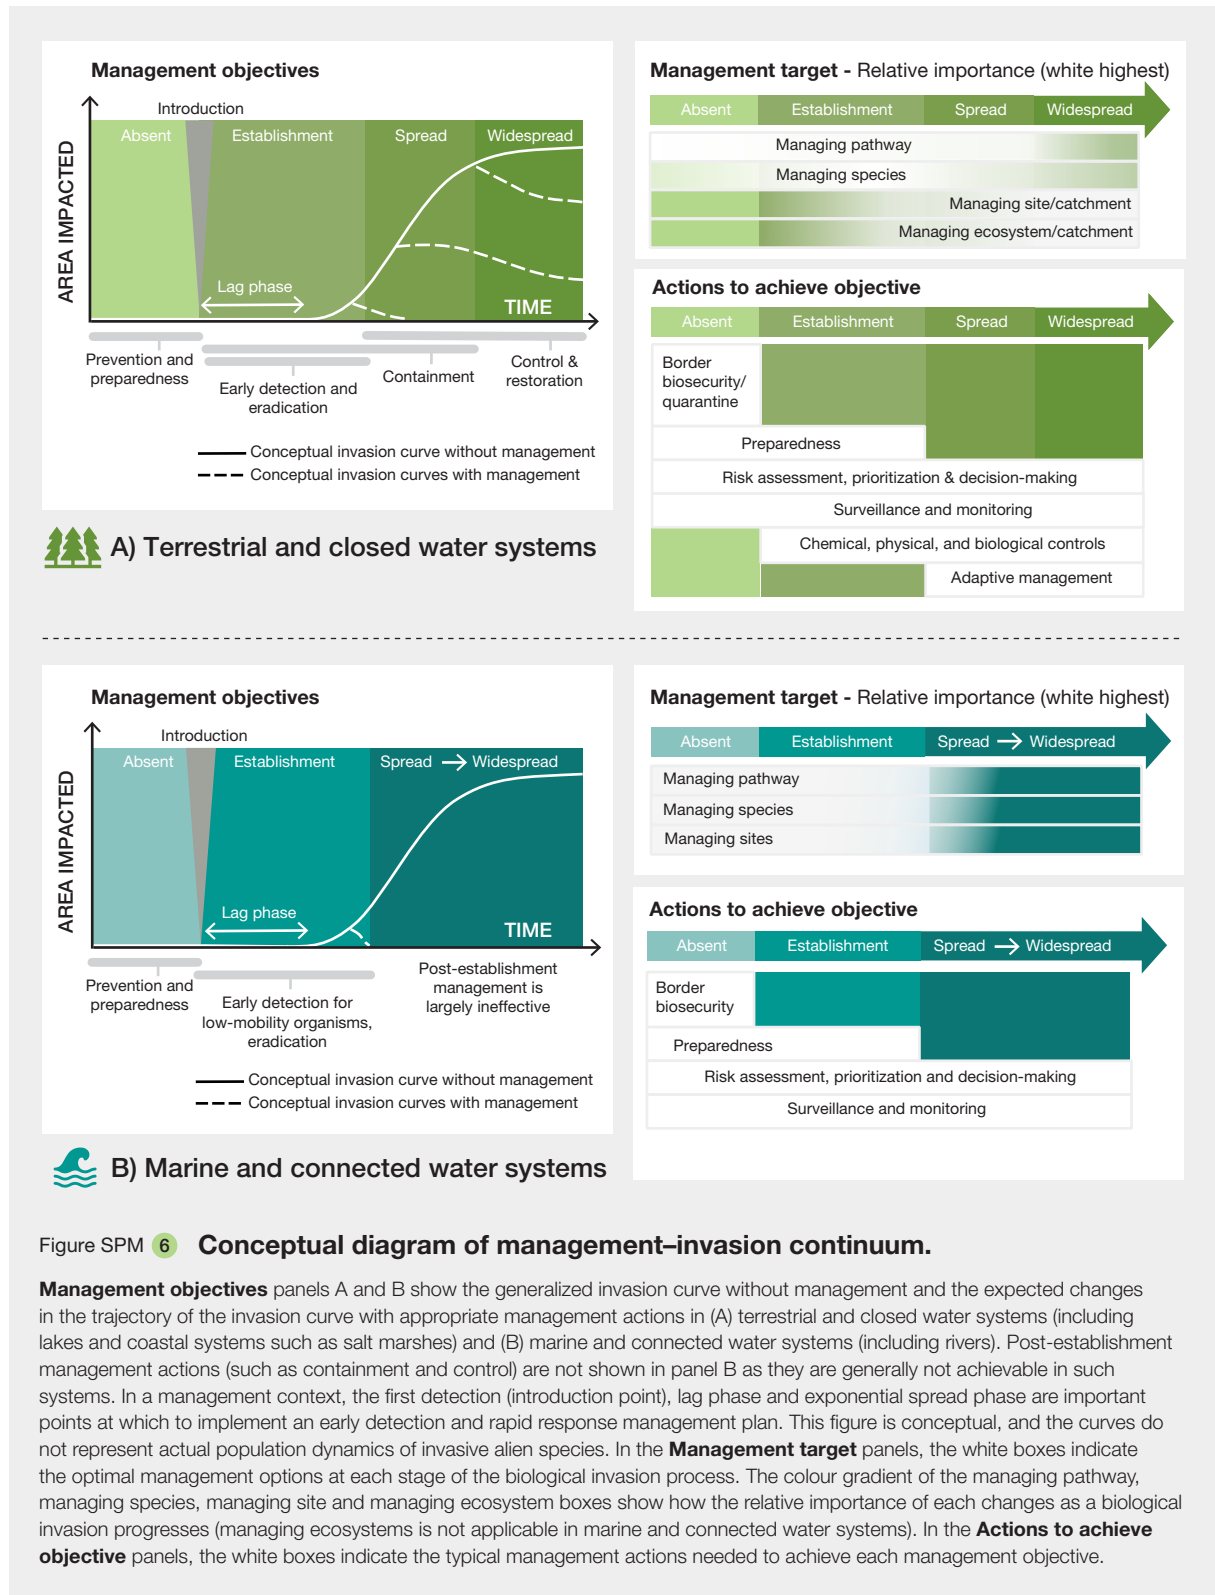 Management objectives
Introduction
Absent
Establishment
Spread
Widespread
AREA IMPACTED
Lag phase
TIME
Prevention and
preparedness
Early detection and
eradication
Containment
Control &
restoration
Conceptual invasion curve without management
Conceptual invasion curves with management
A) Terrestrial and closed water systems
Management target - Relative importance (white highest)
Absent
Establishment
Spread
Widespread
Managing pathway
Managing species
Managing site/catchment
Managing ecosystem/catchment
Actions to achieve objective
Absent
Establishment
Spread
Widespread
Border
biosecurity/
quarantine
Preparedness
Risk assessment, prioritization & decision-making
Surveillance and monitoring
Chemical, physical, and biological controls
Adaptive management
Management objectives
Introduction
Absent
Establishment
Spread → Widespread
AREA IMPACTED
Lag phase
TIME
Prevention and
preparedness
Early detection for
low-mobility organisms,
eradication
Post-establishment
management is
largely ineffective
Conceptual invasion curve without management
Conceptual invasion curves with management
B) Marine and connected water systems
Management target - Relative importance (white highest)
Absent
Establishment
Spread → Widespread
Managing pathway
Managing species
Managing sites
Actions to achieve objective
Absent
Establishment
Spread → Widespread
Border
biosecurity
Preparedness
Risk assessment, prioritization and decision-making
Surveillance and monitoring
Figure SPM 6 Conceptual diagram of management–invasion continuum.
Management objectives panels A and B show the generalized invasion curve without management and the expected changes
in the trajectory of the invasion curve with appropriate management actions in (A) terrestrial and closed water systems (including
lakes and coastal systems such as salt marshes) and (B) marine and connected water systems (including rivers). Post-establishment
management actions (such as containment and control) are not shown in panel B as they are generally not achievable in such
systems. In a management context, the first detection (introduction point), lag phase and exponential spread phase are important
points at which to implement an early detection and rapid response management plan. This figure is conceptual, and the curves do
not represent actual population dynamics of invasive alien species. In the Management target panels, the white boxes indicate
the optimal management options at each stage of the biological invasion process. The colour gradient of the managing pathway,
managing species, managing site and managing ecosystem boxes show how the relative importance of each changes as a biological
invasion progresses (managing ecosystems is not applicable in marine and connected water systems). In the Actions to achieve
objective panels, the white boxes indicate the typical management actions needed to achieve each management objective.